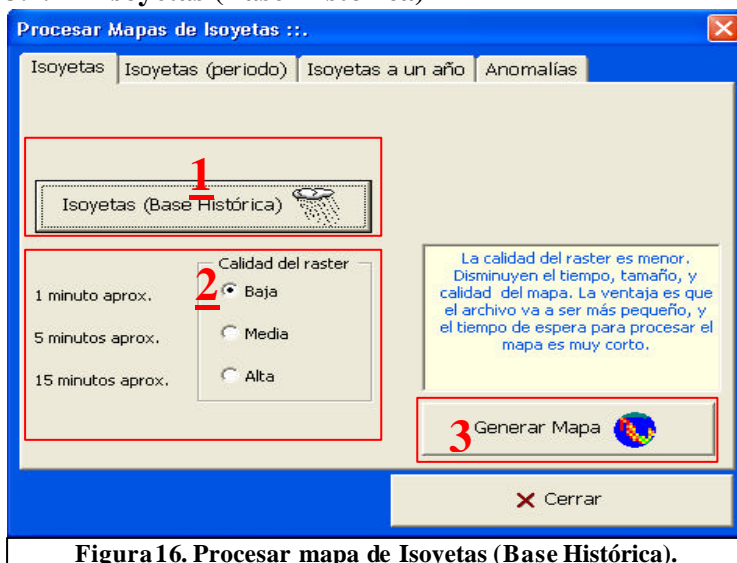 Procesar Mapas de Isoyetas ::.
Isoyetas Isoyetas (periodo) Isoyetas a un año Anomalías
1
Isoyetas (Base Histórica)
2
Calidad del raster
1 minuto aprox. Baja
5 minutos aprox. Media
15 minutos aprox. Alta
La calidad del raster es menor.
Disminuyen el tiempo, tamaño, y
calidad del mapa. La ventaja es que
el archivo va a ser más pequeño, y
el tiempo de espera para procesar el
mapa es muy corto.
3
Generar Mapa
Cerrar
Figura 16. Procesar mapa de Isoyetas (Base Histórica).